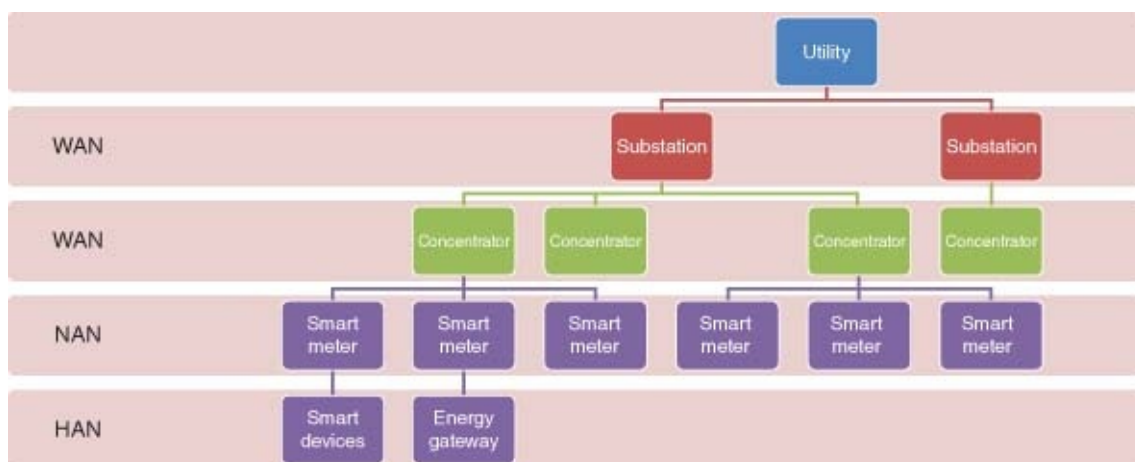 Utility
WAN
Substation
Substation
WAN
Concentrator
Concentrator
Concentrator
Concentrator
NAN
Smart
meter
Smart
meter
Smart
meter
Smart
meter
Smart
meter
Smart
meter
HAN
Smart
devices
Energy
gateway